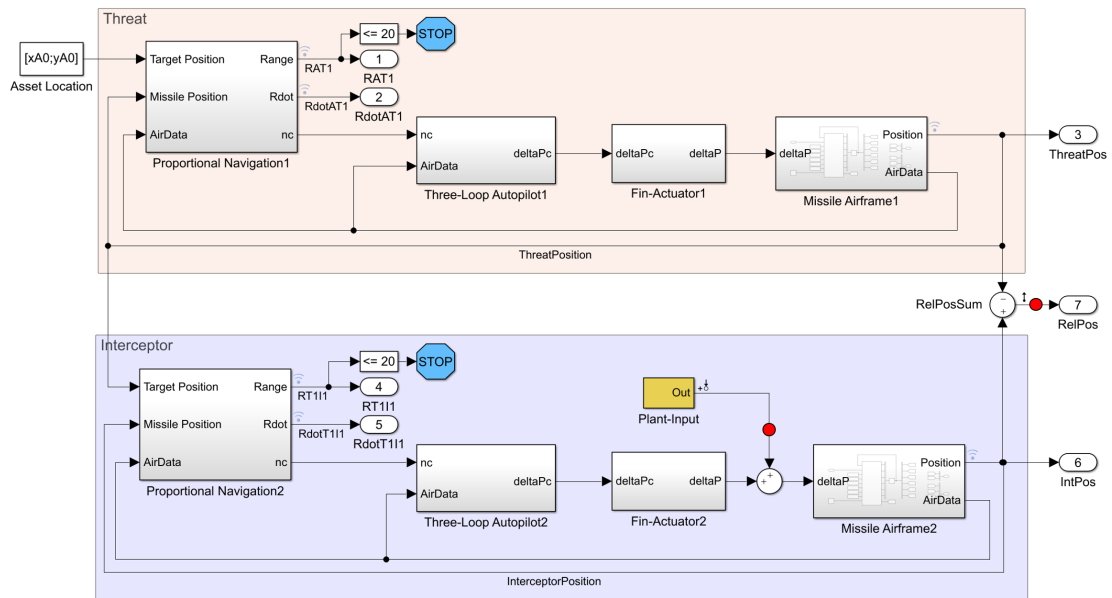 Threat
[xA0;yA0]
Asset Location
Target Position
Missile Position
AirData
Range
Rdot
nc
Proportional Navigation1
RAT1
RdotAT1
<= 20
STOP
1
RAT1
2
RdotAT1
nc
AirData
deltaPc
Three-Loop Autopilot1
deltaPc
deltaP
Fin-Actuator1
deltaP
Position
AirData
Missile Airframe1
3
ThreatPos
ThreatPosition
RelPosSum
−
+
7
RelPos
Interceptor
Target Position
Missile Position
AirData
Range
Rdot
nc
Proportional Navigation2
RT1I1
RdotT1I1
<= 20
STOP
4
RT1I1
5
RdotT1I1
nc
AirData
deltaPc
Three-Loop Autopilot2
deltaPc
deltaP
Fin-Actuator2
Out
Plant-Input
+
+
+
deltaP
Position
AirData
Missile Airframe2
6
IntPos
InterceptorPosition